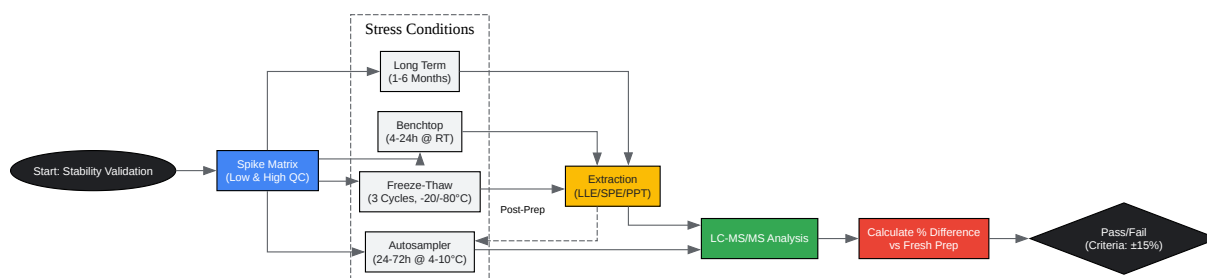 Stress Conditions
Start: Stability Validation
Spike Matrix
(Low & High QC)
Long Term
(1-6 Months)
Benchtop
(4-24h @ RT)
Freeze-Thaw
(3 Cycles, -20/-80°C)
Autosampler
(24-72h @ 4-10°C)
Post-Prep
Extraction
(LLE/SPE/PPT)
LC-MS/MS Analysis
Calculate % Difference
vs Fresh Prep
Pass/Fail
(Criteria: ±15%)